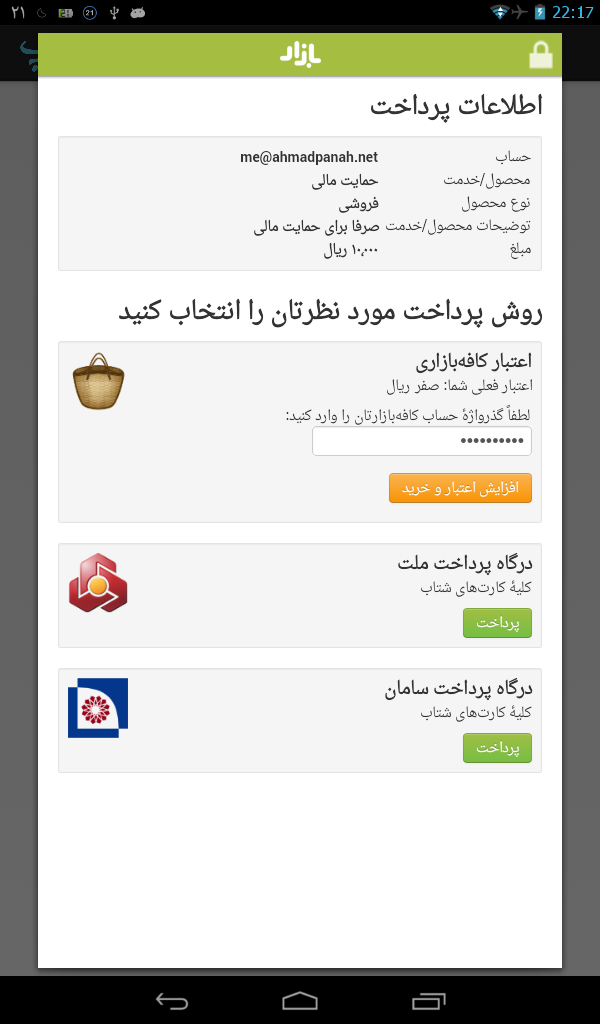 ۲۱
21
22:17
بازار
اطلاعات پرداخت
حساب me@ahmadpanah.net
محصول/خدمت حمایت مالی
نوع محصول فروشی
توضیحات محصول/خدمت صرفا برای حمایت مالی
مبلغ ۱۰,۰۰۰ ریال
روش پرداخت مورد نظرتان را انتخاب کنید
اعتبار کافه‌بازاری
اعتبار فعلی شما: صفر ریال
لطفاً گذرواژهٔ حساب کافه‌بازارتان را وارد کنید:
••••••••••
افزایش اعتبار و خرید
درگاه پرداخت ملت
کلیهٔ کارت‌های شتاب
پرداخت
درگاه پرداخت سامان
کلیهٔ کارت‌های شتاب
پرداخت